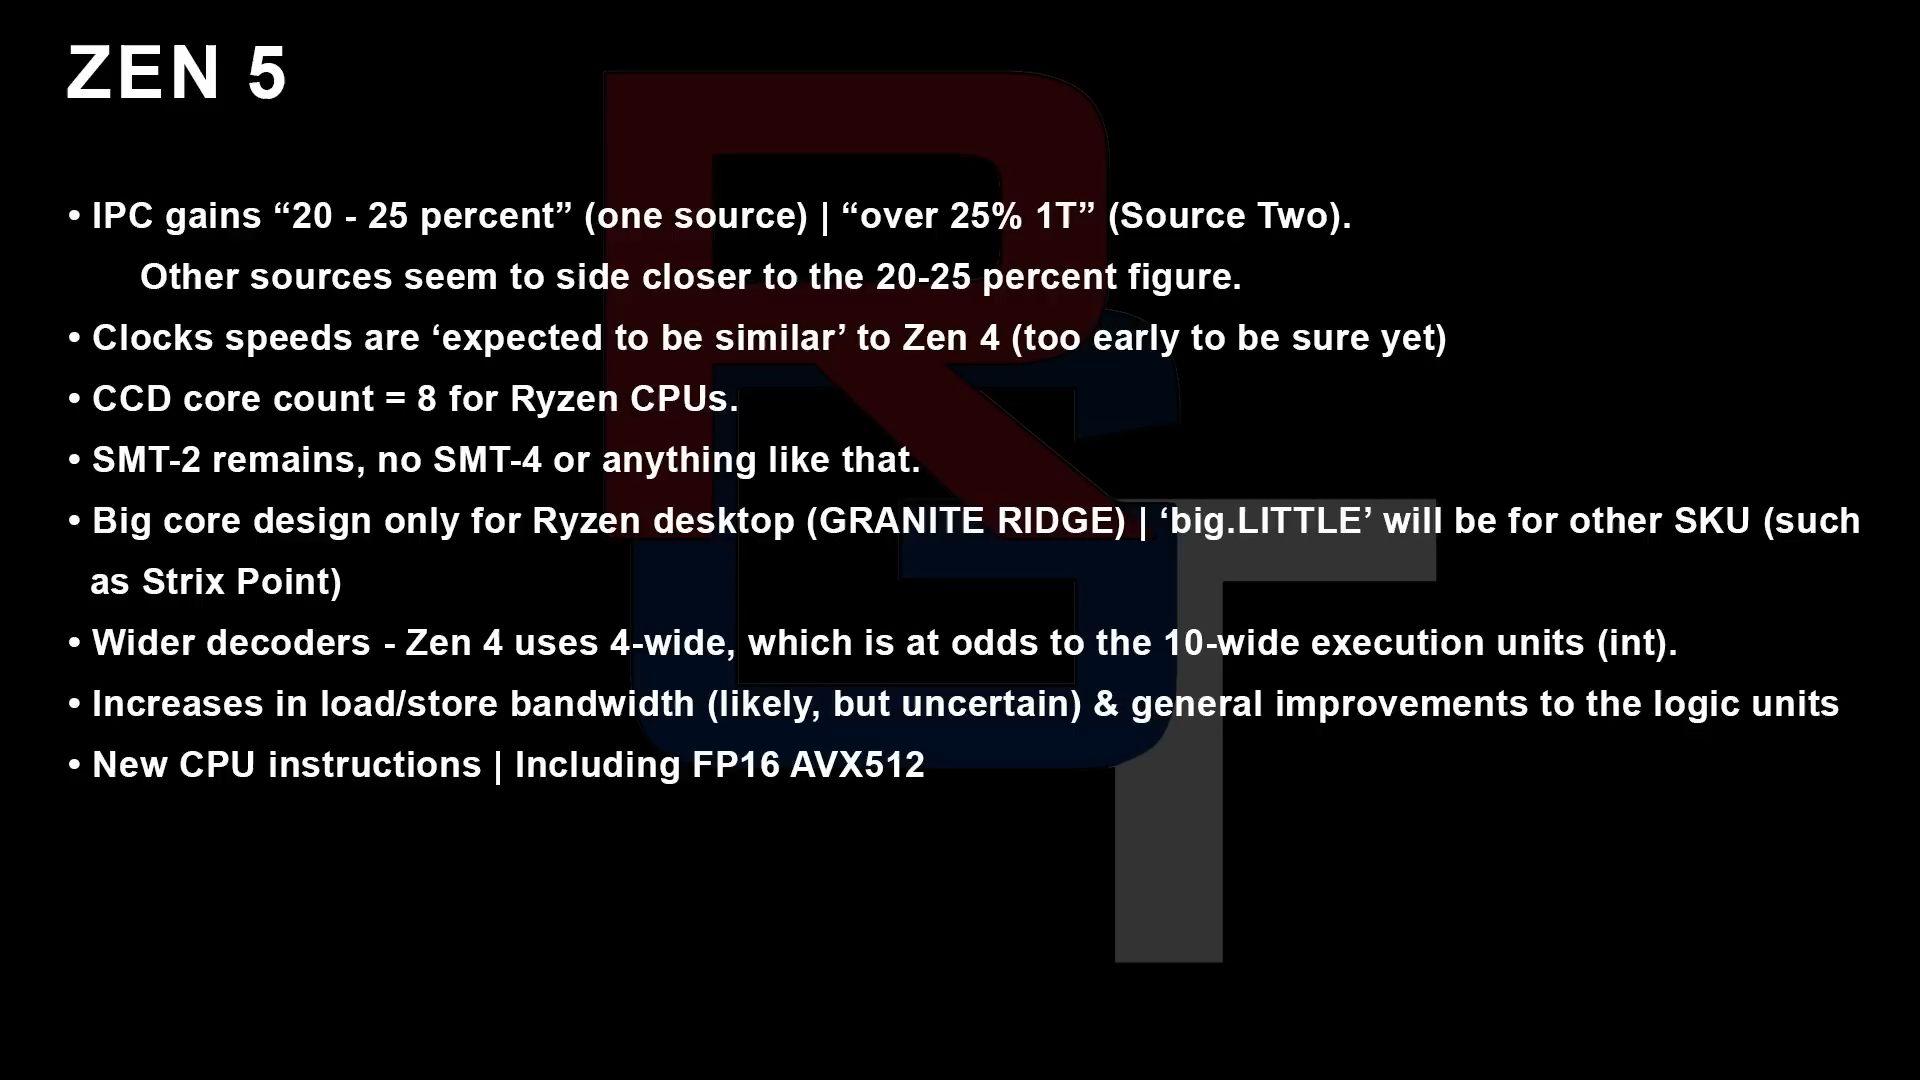 ZEN 5
• IPC gains “20 - 25 percent” (one source) | “over 25% 1T” (Source Two).
Other sources seem to side closer to the 20-25 percent figure.
• Clocks speeds are ‘expected to be similar’ to Zen 4 (too early to be sure yet)
• CCD core count = 8 for Ryzen CPUs.
• SMT-2 remains, no SMT-4 or anything like that.
• Big core design only for Ryzen desktop (GRANITE RIDGE) | ‘big.LITTLE’ will be for other SKU (such
as Strix Point)
• Wider decoders - Zen 4 uses 4-wide, which is at odds to the 10-wide execution units (int).
• Increases in load/store bandwidth (likely, but uncertain) & general improvements to the logic units
• New CPU instructions | Including FP16 AVX512
RGT